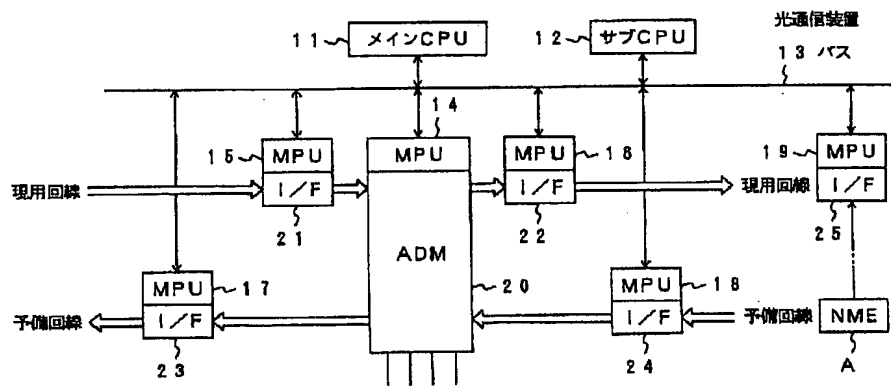 光通信装置
11 メインCPU
12 サブCPU
13 バス
14
15 MPU
MPU
MPU 16
19 MPU
現用回線
I/F
I/F
現用回線
I/F
21
22
25
ADM
MPU 17
20
MPU 18
予備回線
I/F
I/F
予備回線
NME
23
24
A